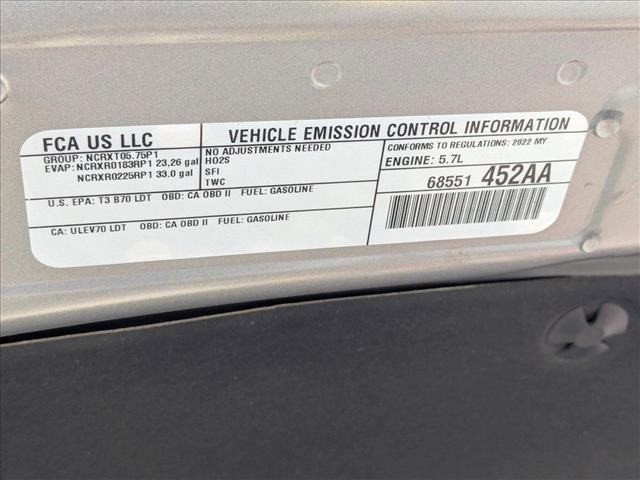 FCA US LLC
GROUP: NCRXT05.75P1
EVAP: NCRXR0183RP1 23,26 gal
NCRXR0225RP1 33.0 gal
VEHICLE EMISSION CONTROL INFORMATION
NO ADJUSTMENTS NEEDED
HO2S
SFI
TWC
CONFORMS TO REGULATIONS: 2022 MY
ENGINE: 5.7L
68551 452AA
U.S. EPA: T3 B70 LDT OBD: CA OBD II FUEL: GASOLINE
CA: ULEV70 LDT OBD: CA OBD II FUEL: GASOLINE